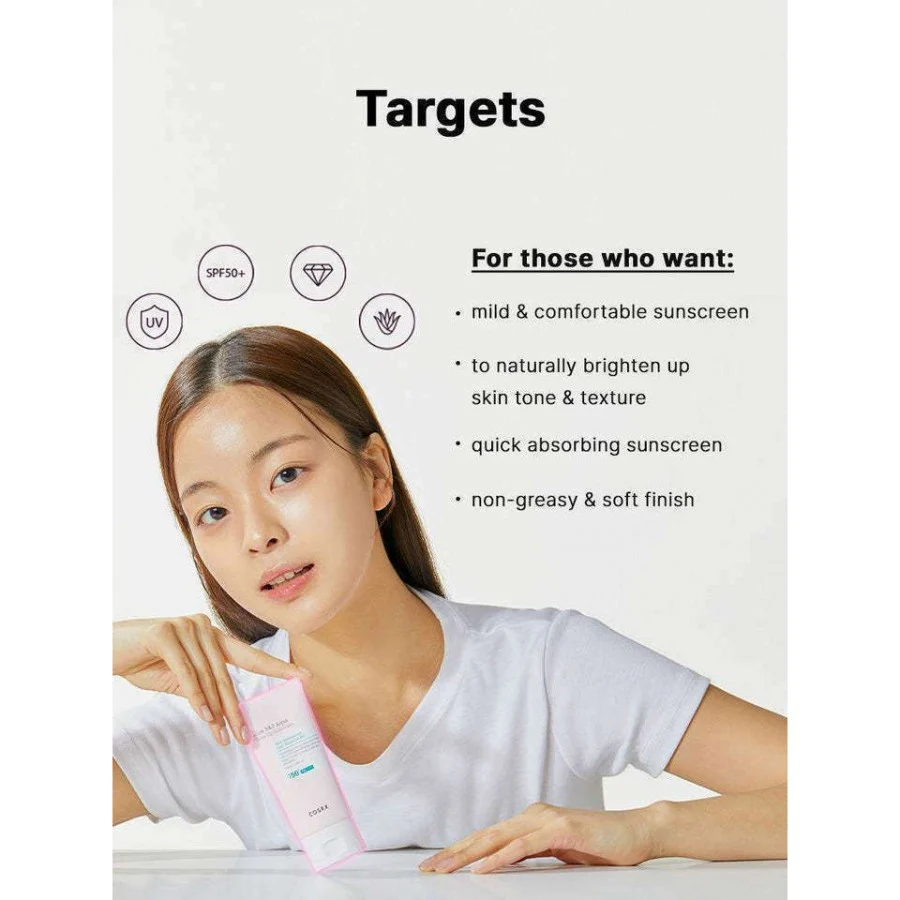 Targets
SPF50+
UV
For those who want:
• mild & comfortable sunscreen
• to naturally brighten up
skin tone & texture
• quick absorbing sunscreen
• non-greasy & soft finish
COSRX